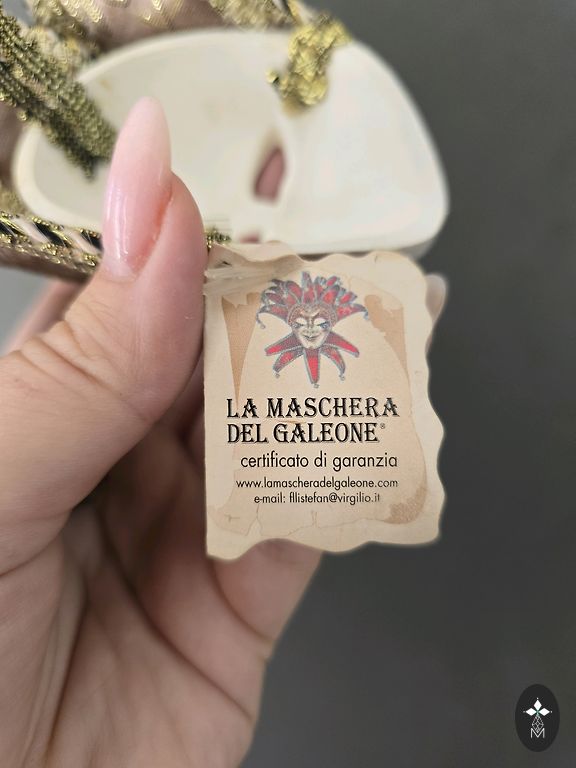 LA MASCHERA
DEL GALEONE®
certificato di garanzia
www.lamascheradelgaleone.com
e-mail: fllistefan@virgilio.it
M